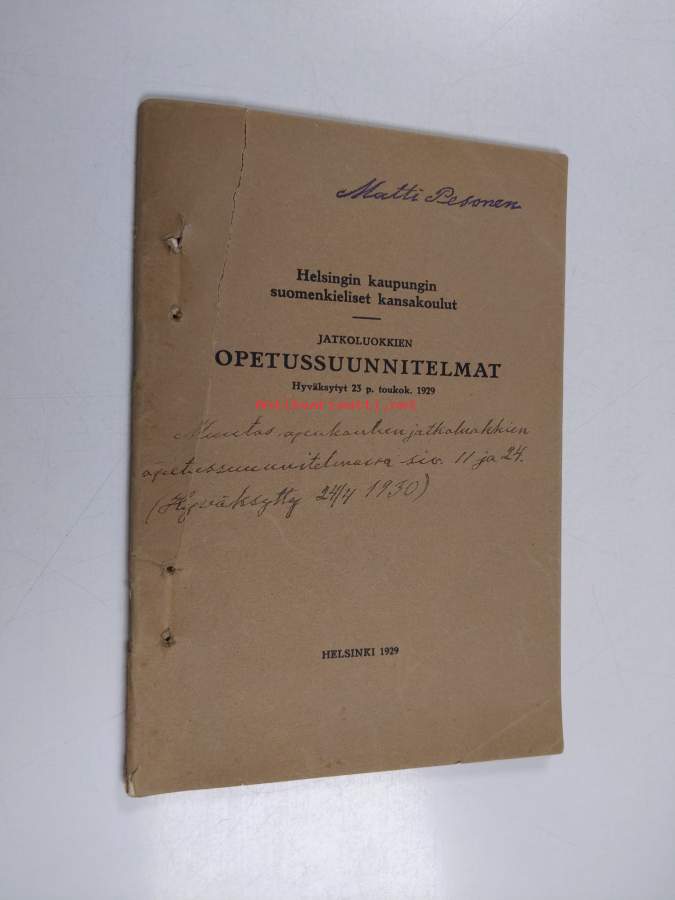 Matti Pesonen
Helsingin kaupungin
suomenkieliset kansakoulut
JATKOLUOKKIEN
OPETUSSUUNNITELMAT
Hyväksytyt 23 p. toukok. 1929
Muutos apukoulun jatkoluokkien
opetussuunnitelmassa siv. 11 ja 24.
(Hyväksytty 24/4 1930)
HELSINKI 1929